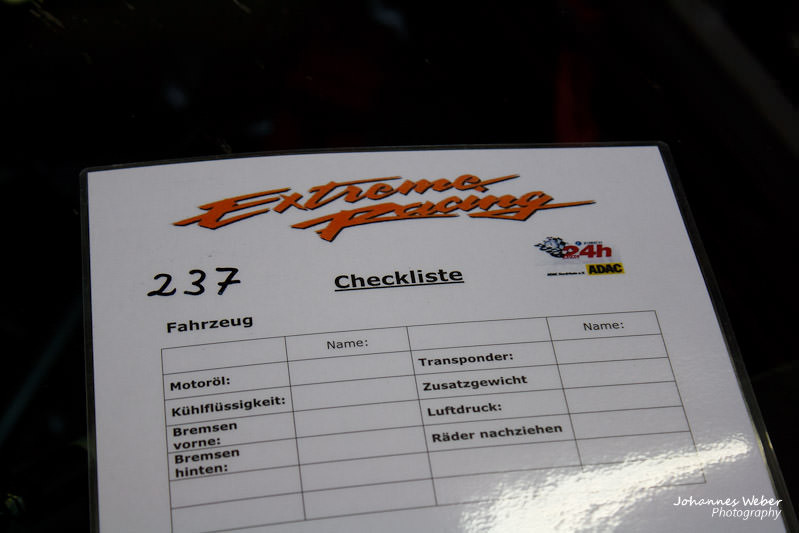 Extreme
Racing
24h
ADAC
237
Checkliste
Fahrzeug
Name:
Name:
Motoröl:
Transponder:
Kühlflüssigkeit:
Zusatzgewicht
Bremsen
vorne:
Luftdruck:
Bremsen
hinten:
Räder nachziehen
Johannes Weber
Photography